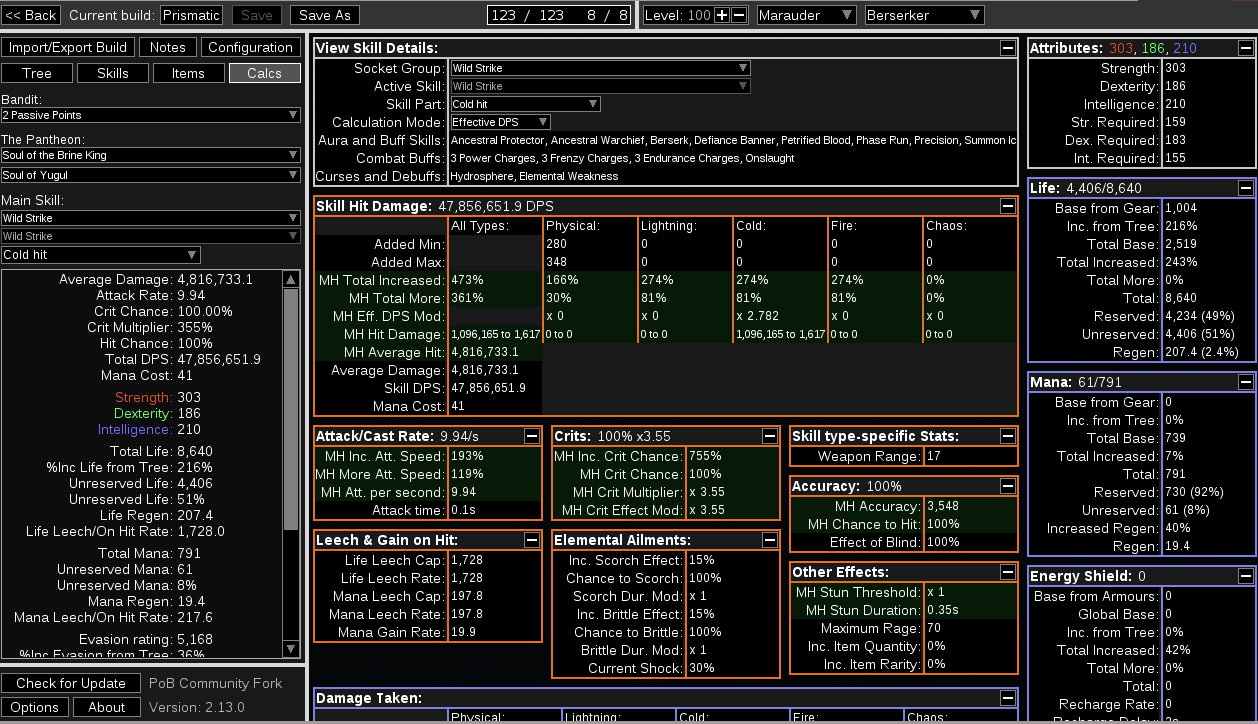 << Back Current build: Prismatic Save Save As 123 / 123 8 / 8 Level: 100 + − Marauder Berserker
Import/Export Build Notes Configuration
Tree Skills Items Calcs
Bandit:
2 Passive Points
The Pantheon:
Soul of the Brine King
Soul of Yugul
Main Skill:
Wild Strike
Wild Strike
Cold hit
Average Damage: 4,816,733.1
Attack Rate: 9.94
Crit Chance: 100.00%
Crit Multiplier: 355%
Hit Chance: 100%
Total DPS: 47,856,651.9
Mana Cost: 41
Strength: 303
Dexterity: 186
Intelligence: 210
Total Life: 8,640
%Inc Life from Tree: 216%
Unreserved Life: 4,406
Unreserved Life: 51%
Life Regen: 207.4
Life Leech/On Hit Rate: 1,728.0
Total Mana: 791
Unreserved Mana: 61
Unreserved Mana: 8%
Mana Regen: 19.4
Mana Leech/On Hit Rate: 217.6
Evasion rating: 5,168
%Inc Evasion from Tree: 36%
Check for Update PoB Community Fork
Options About Version: 2.13.0
View Skill Details:
Socket Group: Wild Strike
Active Skill: Wild Strike
Skill Part: Cold hit
Calculation Mode: Effective DPS
Aura and Buff Skills: Ancestral Protector, Ancestral Warchief, Berserk, Defiance Banner, Petrified Blood, Phase Run, Precision, Summon Ic
Combat Buffs: 3 Power Charges, 3 Frenzy Charges, 3 Endurance Charges, Onslaught
Curses and Debuffs: Hydrosphere, Elemental Weakness
Skill Hit Damage: 47,856,651.9 DPS
All Types: Physical: Lightning: Cold: Fire: Chaos:
Added Min: 280 0 0 0 0
Added Max: 348 0 0 0 0
MH Total Increased: 473% 166% 274% 274% 274% 0%
MH Total More: 361% 30% 81% 81% 81% 0%
MH Eff. DPS Mod: x 0 x 0 x 2.782 x 0 x 0
MH Hit Damage: 1,096,165 to 1,617 0 to 0 0 to 0 1,096,165 to 1,617 0 to 0 0 to 0
MH Average Hit: 4,816,733.1
Average Damage: 4,816,733.1
Skill DPS: 47,856,651.9
Mana Cost: 41
Attack/Cast Rate: 9.94/s
MH Inc. Att. Speed: 193%
MH More Att. Speed: 119%
MH Att. per second: 9.94
Attack time: 0.1s
Leech & Gain on Hit:
Life Leech Cap: 1,728
Life Leech Rate: 1,728
Mana Leech Cap: 197.8
Mana Leech Rate: 197.8
Mana Gain Rate: 19.9
Crits: 100% x3.55
MH Inc. Crit Chance: 755%
MH Crit Chance: 100%
MH Crit Multiplier: x 3.55
MH Crit Effect Mod: x 3.55
Elemental Ailments:
Inc. Scorch Effect: 15%
Chance to Scorch: 100%
Scorch Dur. Mod: x 1
Inc. Brittle Effect: 15%
Chance to Brittle: 100%
Brittle Dur. Mod: x 1
Current Shock: 30%
Skill type-specific Stats:
Weapon Range: 17
Accuracy: 100%
MH Accuracy: 3,548
MH Chance to Hit: 100%
Effect of Blind: 100%
Other Effects:
MH Stun Threshold: x 1
MH Stun Duration: 0.35s
Maximum Rage: 70
Inc. Item Quantity: 0%
Inc. Item Rarity: 0%
Damage Taken:
Physical: Lightning: Cold: Fire: Chaos:
Attributes: 303, 186, 210
Strength: 303
Dexterity: 186
Intelligence: 210
Str. Required: 159
Dex. Required: 183
Int. Required: 155
Life: 4,406/8,640
Base from Gear: 1,004
Inc. from Tree: 216%
Total Base: 2,519
Total Increased: 243%
Total More: 0%
Total: 8,640
Reserved: 4,234 (49%)
Unreserved: 4,406 (51%)
Regen: 207.4 (2.4%)
Mana: 61/791
Base from Gear: 0
Inc. from Tree: 0%
Total Base: 739
Total Increased: 7%
Total: 791
Reserved: 730 (92%)
Unreserved: 61 (8%)
Increased Regen: 40%
Regen: 19.4
Energy Shield: 0
Base from Armours: 0
Global Base: 0
Inc. from Tree: 0%
Total Increased: 42%
Total More: 0%
Total: 0
Recharge Rate: 0
Recharge Delay: 2s